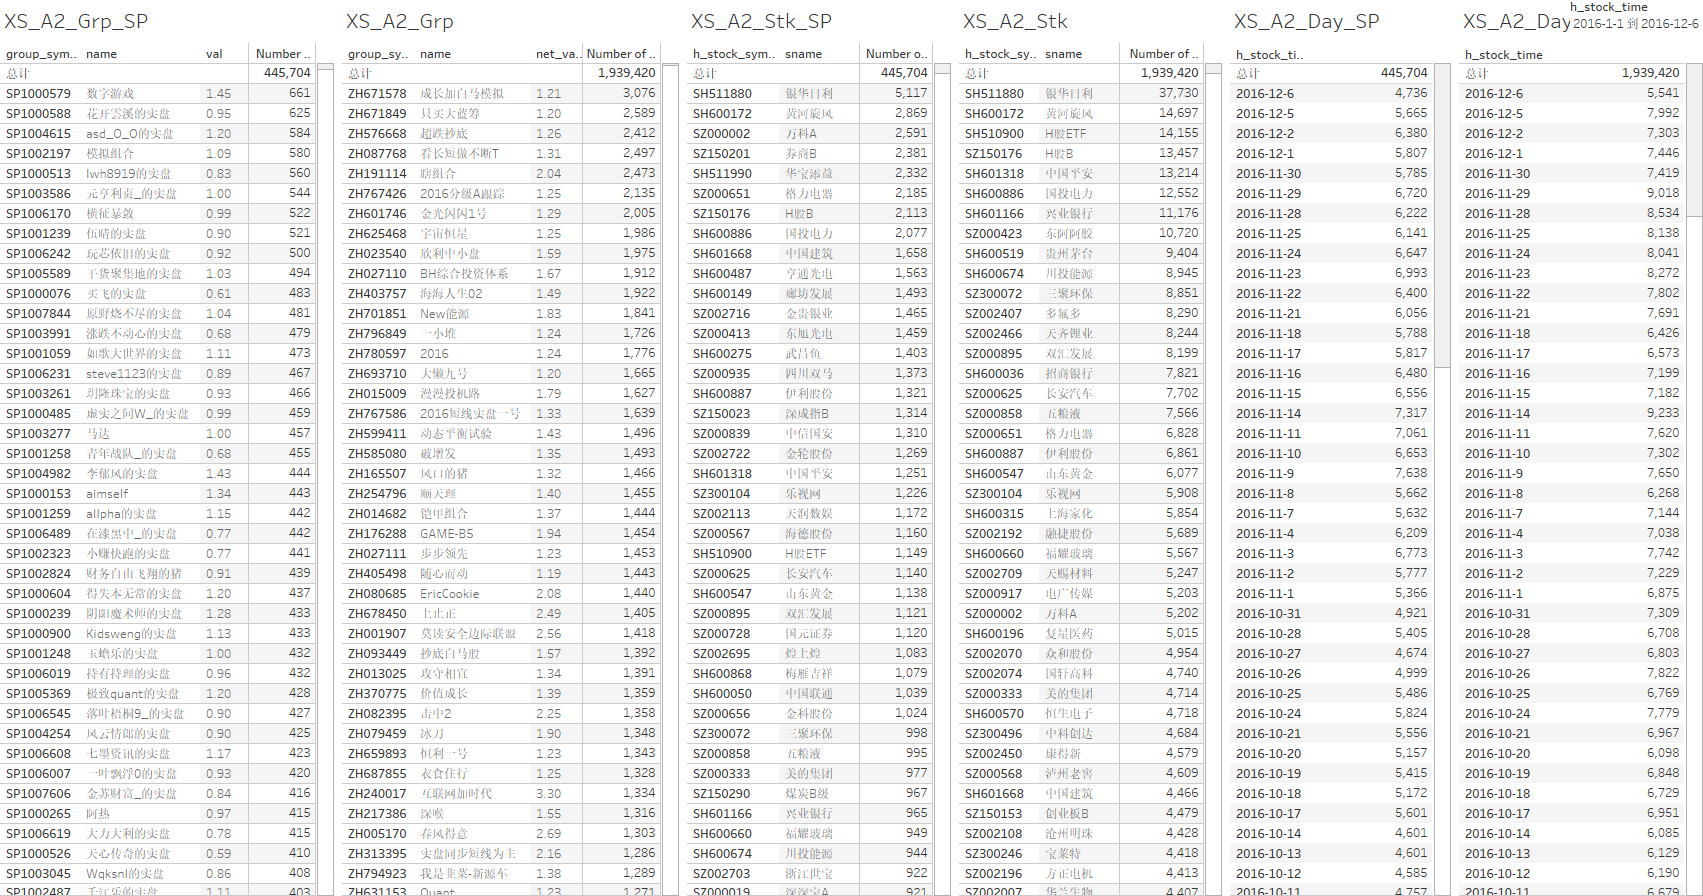 XS_A2_Grp_SP
group_sym.. name val Number ..
总计 445,704
SP1000579 数字游戏 1.45 661
SP1000588 花开雲溪的实盘 0.95 625
SP1004615 asd_O_O的实盘 1.20 584
SP1002197 模拟组合 1.09 580
SP1000513 lwh8919的实盘 0.83 560
SP1003586 元亨利贞_的实盘 1.00 544
SP1006170 横征暴敛 0.99 522
SP1001239 伍晴的实盘 0.90 521
SP1006242 玩芯依旧的实盘 0.92 500
SP1005589 干货聚集地的实盘 1.03 494
SP1000076 买飞的实盘 0.61 483
SP1007844 原野烧不尽的实盘 1.04 481
SP1003991 涨跌不动心的实盘 0.68 479
SP1001059 如歌大世界的实盘 1.11 473
SP1006231 steve1123的实盘 0.89 467
SP1003261 玥隆珠宝的实盘 0.93 466
SP1000485 虚实之间W_的实盘 0.99 459
SP1003277 马达 1.00 457
SP1001258 青年战队_的实盘 0.68 455
SP1004982 李郁风的实盘 1.43 444
SP1000153 aimself 1.34 443
SP1001259 allpha的实盘 1.15 442
SP1006489 在漆黑中_的实盘 0.77 442
SP1002323 小赚快跑的实盘 0.77 441
SP1002824 财务自由飞翔的猪 0.91 439
SP1000604 得失本无常的实盘 1.20 437
SP1000239 阴阳魔术师的实盘 1.28 433
SP1000900 Kidsweng的实盘 1.13 433
SP1001248 玉蟾乐的实盘 1.00 432
SP1006019 持有持理的实盘 0.96 432
SP1005369 极致quant的实盘 1.20 428
SP1006545 落叶梧桐9_的实盘 0.90 427
SP1004254 风云情郎的实盘 0.90 425
SP1006608 七墨资讯的实盘 1.17 423
SP1006007 一叶飘浮0的实盘 0.93 420
SP1007606 金苏财富_的实盘 0.84 416
SP1000265 阿热 0.97 415
SP1006619 大力大利的实盘 0.78 415
SP1000526 天心传奇的实盘 0.59 410
SP1003045 Wqksnl的实盘 0.86 408
SP1002487 千江乐的实盘 1.11 403
XS_A2_Grp
group_sy.. name net_va.. Number of ..
总计 1,939,420
ZH671578 成长加白马模拟 1.21 3,076
ZH671849 只买大蓝筹 1.20 2,589
ZH576668 超跌抄底 1.26 2,412
ZH087768 看长短做不断T 1.31 2,497
ZH191114 瞎组合 2.04 2,473
ZH767426 2016分级A跟踪 1.25 2,135
ZH601746 金光闪闪1号 1.29 2,005
ZH625468 宇宙恒星 1.25 1,986
ZH023540 欣利中小盘 1.59 1,975
ZH027110 BH综合投资体系 1.67 1,912
ZH403757 海海人生02 1.49 1,922
ZH701851 New能源 1.83 1,841
ZH796849 一小堆 1.24 1,726
ZH780597 2016 1.24 1,776
ZH693710 大懒九号 1.20 1,665
ZH015009 漫漫投机路 1.79 1,627
ZH767586 2016短线实盘一号 1.33 1,639
ZH599411 动态平衡试验 1.43 1,496
ZH585080 破增发 1.35 1,493
ZH165507 风口的猪 1.32 1,466
ZH254796 顺天理 1.40 1,455
ZH014682 铠甲组合 1.37 1,444
ZH176288 GAME-B5 1.94 1,454
ZH027111 步步领先 1.23 1,453
ZH405498 随心而动 1.19 1,443
ZH080685 EricCookie 2.08 1,440
ZH678450 上止正 2.49 1,405
ZH001907 莫读安全边际联盟 2.56 1,418
ZH093449 抄底白马股 1.57 1,392
ZH013025 攻守相宜 1.34 1,391
ZH370775 价值成长 1.39 1,359
ZH082395 击中2 2.25 1,358
ZH079459 冰刀 1.90 1,348
ZH659893 恒利一号 1.23 1,343
ZH687855 衣食住行 1.25 1,328
ZH240017 互联网加时代 3.30 1,334
ZH217386 深喉 1.55 1,316
ZH005170 春风得意 2.69 1,303
ZH313395 实盘同步短线为主 2.16 1,286
ZH794923 我是韭菜-新源车 1.38 1,289
ZH631153 Quant 1.23 1,271
XS_A2_Stk_SP
h_stock_sym.. sname Number o..
总计 445,704
SH511880 银华日利 5,117
SH600172 黄河旋风 2,869
SZ000002 万科A 2,591
SZ150201 券商B 2,381
SH511990 华宝添益 2,332
SZ000651 格力电器 2,185
SZ150176 H股B 2,113
SH600886 国投电力 2,077
SH601668 中国建筑 1,658
SH600487 亨通光电 1,563
SH600149 廊坊发展 1,493
SZ002716 金贵银业 1,465
SZ000413 东旭光电 1,459
SH600275 武昌鱼 1,403
SZ000935 四川双马 1,373
SH600887 伊利股份 1,321
SZ150023 深成指B 1,314
SZ000839 中信国安 1,310
SZ002722 金轮股份 1,269
SH601318 中国平安 1,251
SZ300104 乐视网 1,226
SZ002113 天润数娱 1,172
SZ000567 海德股份 1,160
SH510900 H股ETF 1,149
SZ000625 长安汽车 1,140
SH600547 山东黄金 1,138
SZ000895 双汇发展 1,121
SZ000728 国元证券 1,120
SZ002695 煌上煌 1,083
SH600868 梅雁吉祥 1,079
SH600050 中国联通 1,039
SZ000656 金科股份 1,024
SZ300072 三聚环保 998
SZ000858 五粮液 995
SZ000333 美的集团 977
SZ150290 煤炭B级 967
SH601166 兴业银行 965
SH600660 福耀玻璃 949
SH600674 川投能源 944
SZ002703 浙江世宝 922
SZ000019 深深宝A 921
XS_A2_Stk
h_stock_sy.. sname Number of ..
总计 1,939,420
SH511880 银华日利 37,730
SH600172 黄河旋风 14,697
SH510900 H股ETF 14,155
SZ150176 H股B 13,457
SH601318 中国平安 13,214
SH600886 国投电力 12,552
SH601166 兴业银行 11,176
SZ000423 东阿阿胶 10,720
SH600519 贵州茅台 9,404
SH600674 川投能源 8,945
SZ300072 三聚环保 8,851
SZ002407 多氟多 8,290
SZ002466 天齐锂业 8,244
SZ000895 双汇发展 8,199
SH600036 招商银行 7,821
SZ000625 长安汽车 7,702
SZ000858 五粮液 7,566
SZ000651 格力电器 6,828
SH600887 伊利股份 6,861
SH600547 山东黄金 6,077
SZ300104 乐视网 5,908
SH600315 上海家化 5,854
SZ002192 融捷股份 5,689
SH600660 福耀玻璃 5,567
SZ002709 天赐材料 5,247
SZ000917 电广传媒 5,203
SZ000002 万科A 5,202
SH600196 复星医药 5,015
SZ002070 众和股份 4,954
SZ002074 国轩高科 4,740
SZ000333 美的集团 4,714
SH600570 恒生电子 4,718
SZ300496 中科创达 4,684
SZ002450 康得新 4,579
SZ000568 泸州老窖 4,609
SH601668 中国建筑 4,466
SZ150153 创业板B 4,479
SZ002108 沧州明珠 4,428
SZ300246 宝莱特 4,418
SZ002196 方正电机 4,413
SZ002007 华兰生物 4,407
XS_A2_Day_SP
h_stock_ti..
总计 445,704
2016-12-6 4,736
2016-12-5 5,665
2016-12-2 6,380
2016-12-1 5,807
2016-11-30 5,785
2016-11-29 6,720
2016-11-28 6,222
2016-11-25 6,141
2016-11-24 6,647
2016-11-23 6,993
2016-11-22 6,400
2016-11-21 6,056
2016-11-18 5,788
2016-11-17 5,817
2016-11-16 6,480
2016-11-15 6,556
2016-11-14 7,317
2016-11-11 7,061
2016-11-10 6,653
2016-11-9 7,638
2016-11-8 5,662
2016-11-7 5,632
2016-11-4 6,209
2016-11-3 6,773
2016-11-2 5,777
2016-11-1 5,366
2016-10-31 4,921
2016-10-28 5,405
2016-10-27 4,674
2016-10-26 4,999
2016-10-25 5,486
2016-10-24 5,824
2016-10-21 5,556
2016-10-20 5,157
2016-10-19 5,415
2016-10-18 5,172
2016-10-17 5,601
2016-10-14 4,601
2016-10-13 4,601
2016-10-12 4,585
2016-10-11 4,757
XS_A2_Day
h_stock_time
2016-1-1 到 2016-12-6
h_stock_time
总计 1,939,420
2016-12-6 5,541
2016-12-5 7,992
2016-12-2 7,303
2016-12-1 7,446
2016-11-30 7,419
2016-11-29 9,018
2016-11-28 8,534
2016-11-25 8,138
2016-11-24 8,041
2016-11-23 8,272
2016-11-22 7,802
2016-11-21 7,691
2016-11-18 6,426
2016-11-17 6,573
2016-11-16 7,199
2016-11-15 7,182
2016-11-14 9,233
2016-11-11 7,620
2016-11-10 7,302
2016-11-9 7,650
2016-11-8 6,268
2016-11-7 7,144
2016-11-4 7,038
2016-11-3 7,742
2016-11-2 7,229
2016-11-1 6,875
2016-10-31 7,309
2016-10-28 6,708
2016-10-27 6,803
2016-10-26 7,822
2016-10-25 6,769
2016-10-24 7,779
2016-10-21 6,967
2016-10-20 6,098
2016-10-19 6,848
2016-10-18 6,729
2016-10-17 6,951
2016-10-14 6,085
2016-10-13 6,129
2016-10-12 6,190
2016-10-11 6,679